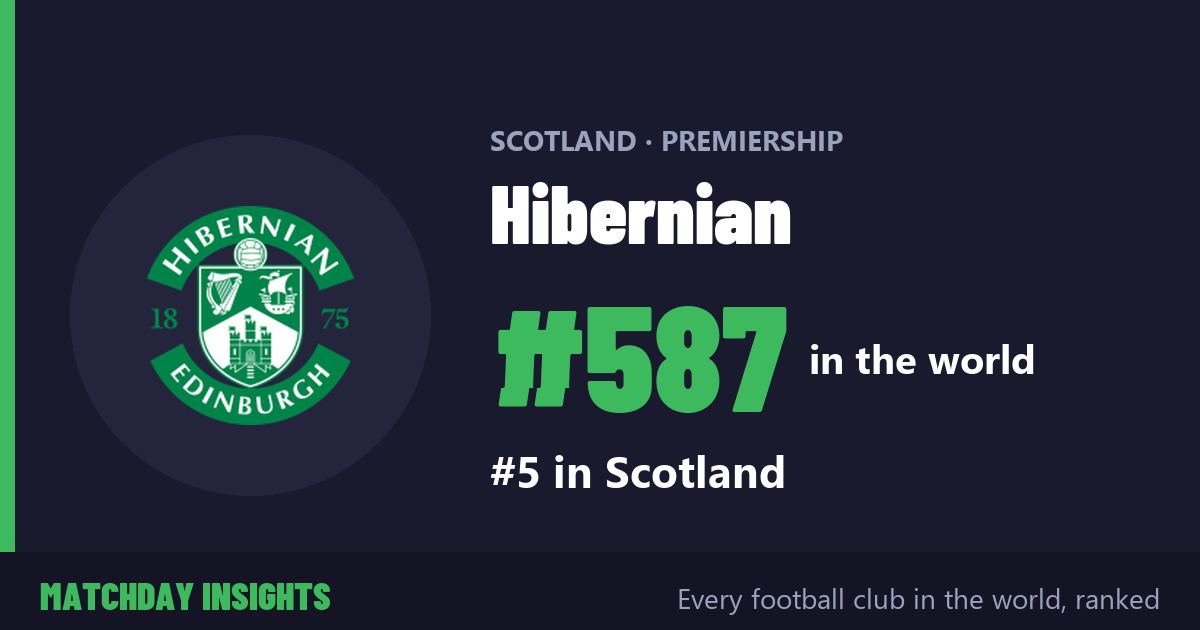 HIBERNIAN
18 75
EDINBURGH
SCOTLAND · PREMIERSHIP
Hibernian
#587 in the world
#5 in Scotland
MATCHDAY INSIGHTS
Every football club in the world, ranked